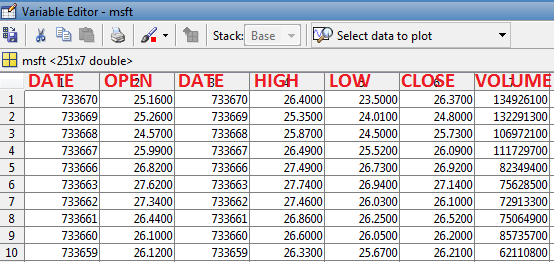 Variable Editor - msft
Stack: Base Select data to plot
msft <251x7 double>
DATE OPEN DATE HIGH LOW CLOSE VOLUME
1 733670 25.1600 733670 26.4000 23.5000 26.3700 134926100
2 733669 25.2600 733669 25.3500 24.0100 24.8000 132291300
3 733668 24.5700 733668 25.8700 24.5000 25.7300 106972100
4 733667 25.9900 733667 26.4900 25.5200 26.0900 111729700
5 733666 26.8200 733666 27.4900 26.7300 26.9200 82349400
6 733663 27.6200 733663 27.7400 26.9400 27.1400 75628500
7 733662 27.3400 733662 27.4600 26.0300 26.1000 72913300
8 733661 26.4400 733661 26.8600 26.2500 26.5200 75064900
9 733660 26.1000 733660 26.6000 26.0500 26.2000 85735700
10 733659 26.1200 733659 26.3300 25.6700 26.2100 62110800